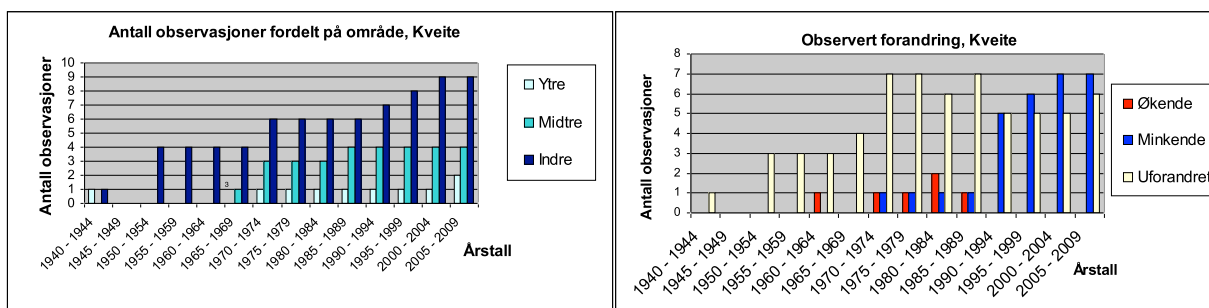 Antall observasjoner fordelt på område, Kveite
Antall observasjoner
10
9
8
7
6
5
4
3
2
1
0
3
1940 - 1944
1945 - 1949
1950 - 1954
1955 - 1959
1960 - 1964
1965 - 1969
1970 - 1974
1975 - 1979
1980 - 1984
1985 - 1989
1990 - 1994
1995 - 1999
2000 - 2004
2005 - 2009
Årstall
Ytre
Midtre
Indre
Observert forandring, Kveite
Antall observasjoner
8
7
6
5
4
3
2
1
0
1940 - 1944
1945 - 1949
1950 - 1954
1955 - 1959
1960 - 1964
1965 - 1969
1970 - 1974
1975 - 1979
1980 - 1984
1985 - 1989
1990 - 1994
1995 - 1999
2000 - 2004
2005 - 2009
Årstall
Økende
Minkende
Uforandret